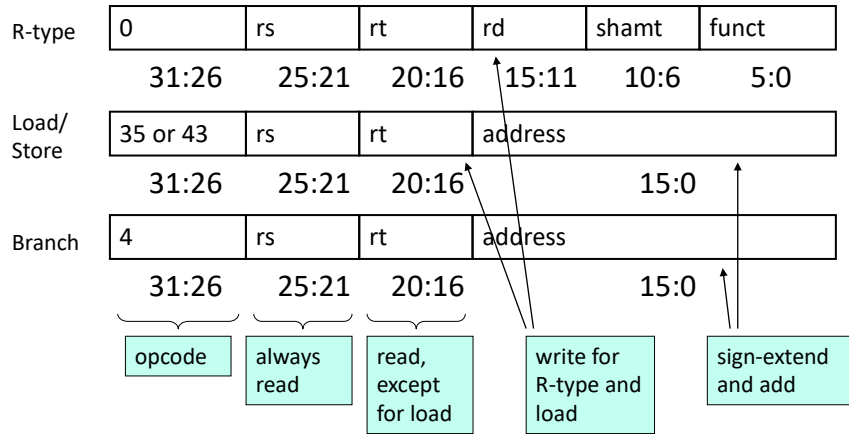 R-type 0 rs rt rd shamt funct
31:26 25:21 20:16 15:11 10:6 5:0
Load/
Store
35 or 43 rs rt address
31:26 25:21 20:16 15:0
Branch 4 rs rt address
31:26 25:21 20:16 15:0
opcode
always
read
read,
except
for load
write for
R-type and
load
sign-extend
and add